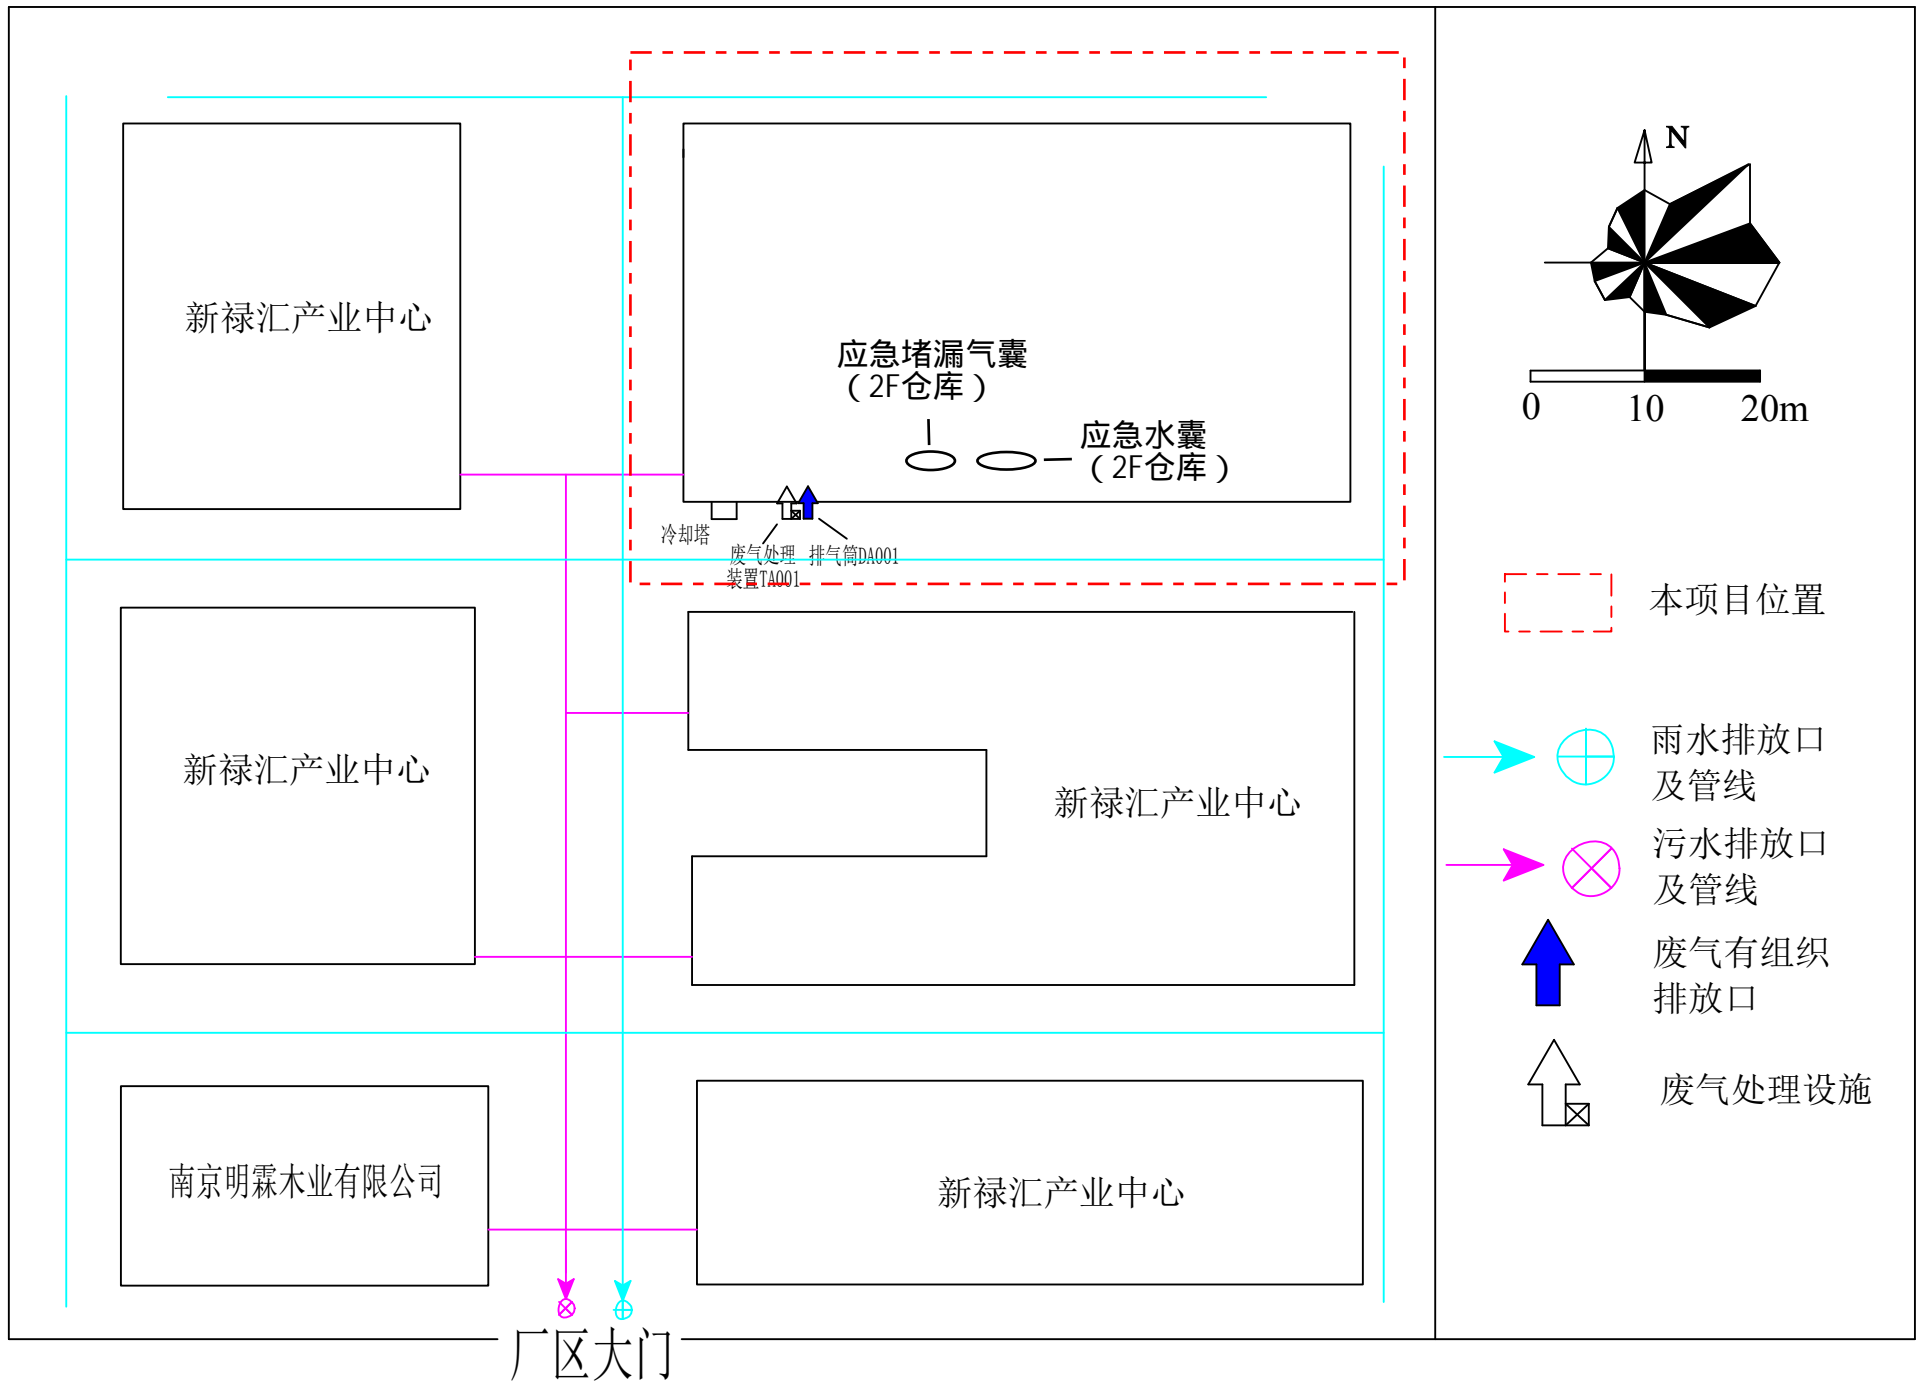 新禄汇产业中心
应急堵漏气囊
（2F仓库）
应急水囊
（2F仓库）
冷却塔
废气处理
装置TA001
排气筒DA001
新禄汇产业中心
新禄汇产业中心
南京明霖木业有限公司
新禄汇产业中心
厂区大门
N
0 10 20m
本项目位置
雨水排放口
及管线
污水排放口
及管线
废气有组织
排放口
废气处理设施